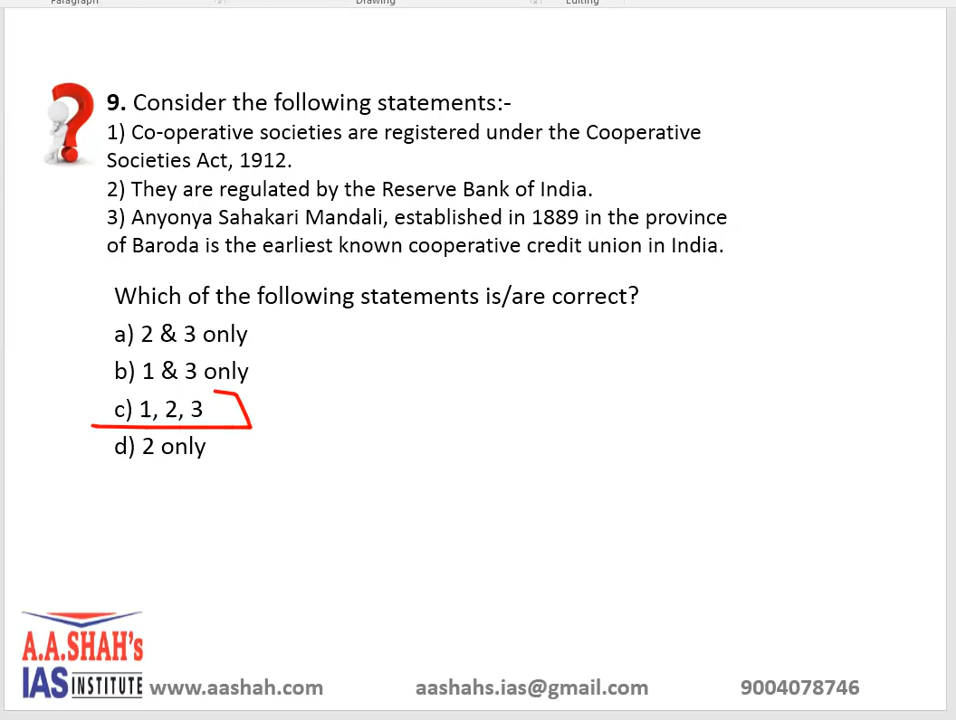 Paragraph Drawing Editing
9. Consider the following statements:-
1) Co-operative societies are registered under the Cooperative
Societies Act, 1912.
2) They are regulated by the Reserve Bank of India.
3) Anyonya Sahakari Mandali, established in 1889 in the province
of Baroda is the earliest known cooperative credit union in India.
Which of the following statements is/are correct?
a) 2 & 3 only
b) 1 & 3 only
c) 1, 2, 3
d) 2 only
A.A.SHAH's
IAS INSTITUTE www.aashah.com aashahs.ias@gmail.com 9004078746